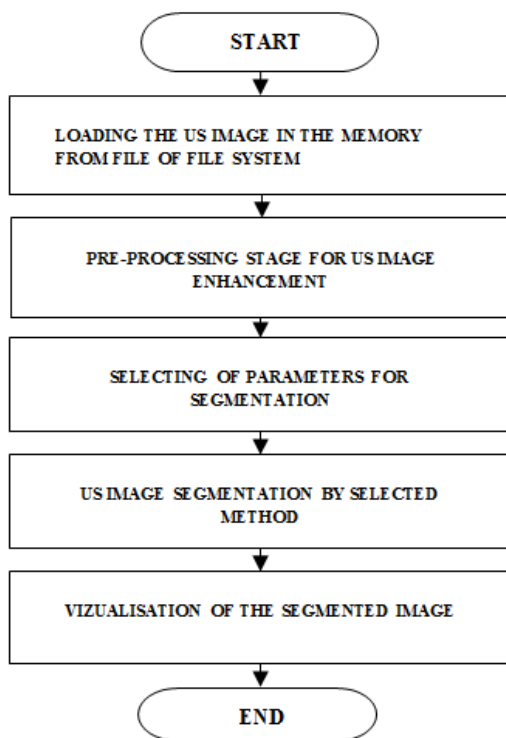 START
LOADING THE US IMAGE IN THE MEMORY
FROM FILE OF FILE SYSTEM
PRE-PROCESSING STAGE FOR US IMAGE
ENHANCEMENT
SELECTING OF PARAMETERS FOR
SEGMENTATION
US IMAGE SEGMENTATION BY SELECTED
METHOD
VIZUALISATION OF THE SEGMENTED IMAGE
END